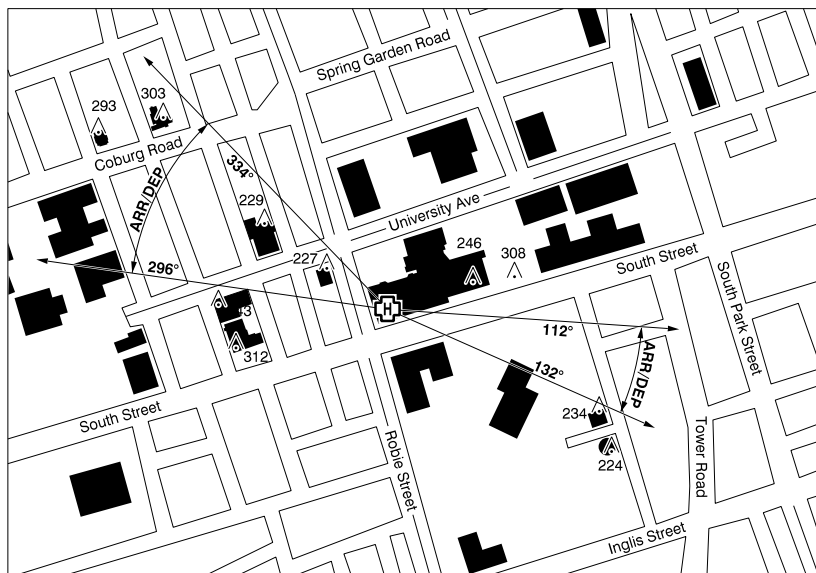 Spring Garden Road
303
293
Coburg Road
ARR/DEP
334°
229
University Ave
227
246
308
South Street
296°
H
312
112°
132°
ARR/DEP
South Park Street
234
224
South Street
Robie Street
Tower Road
Inglis Street